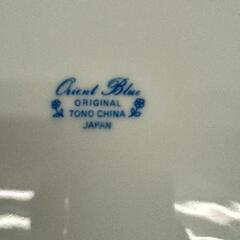 Orient Blue
ORIGINAL
TONO CHINA
JAPAN